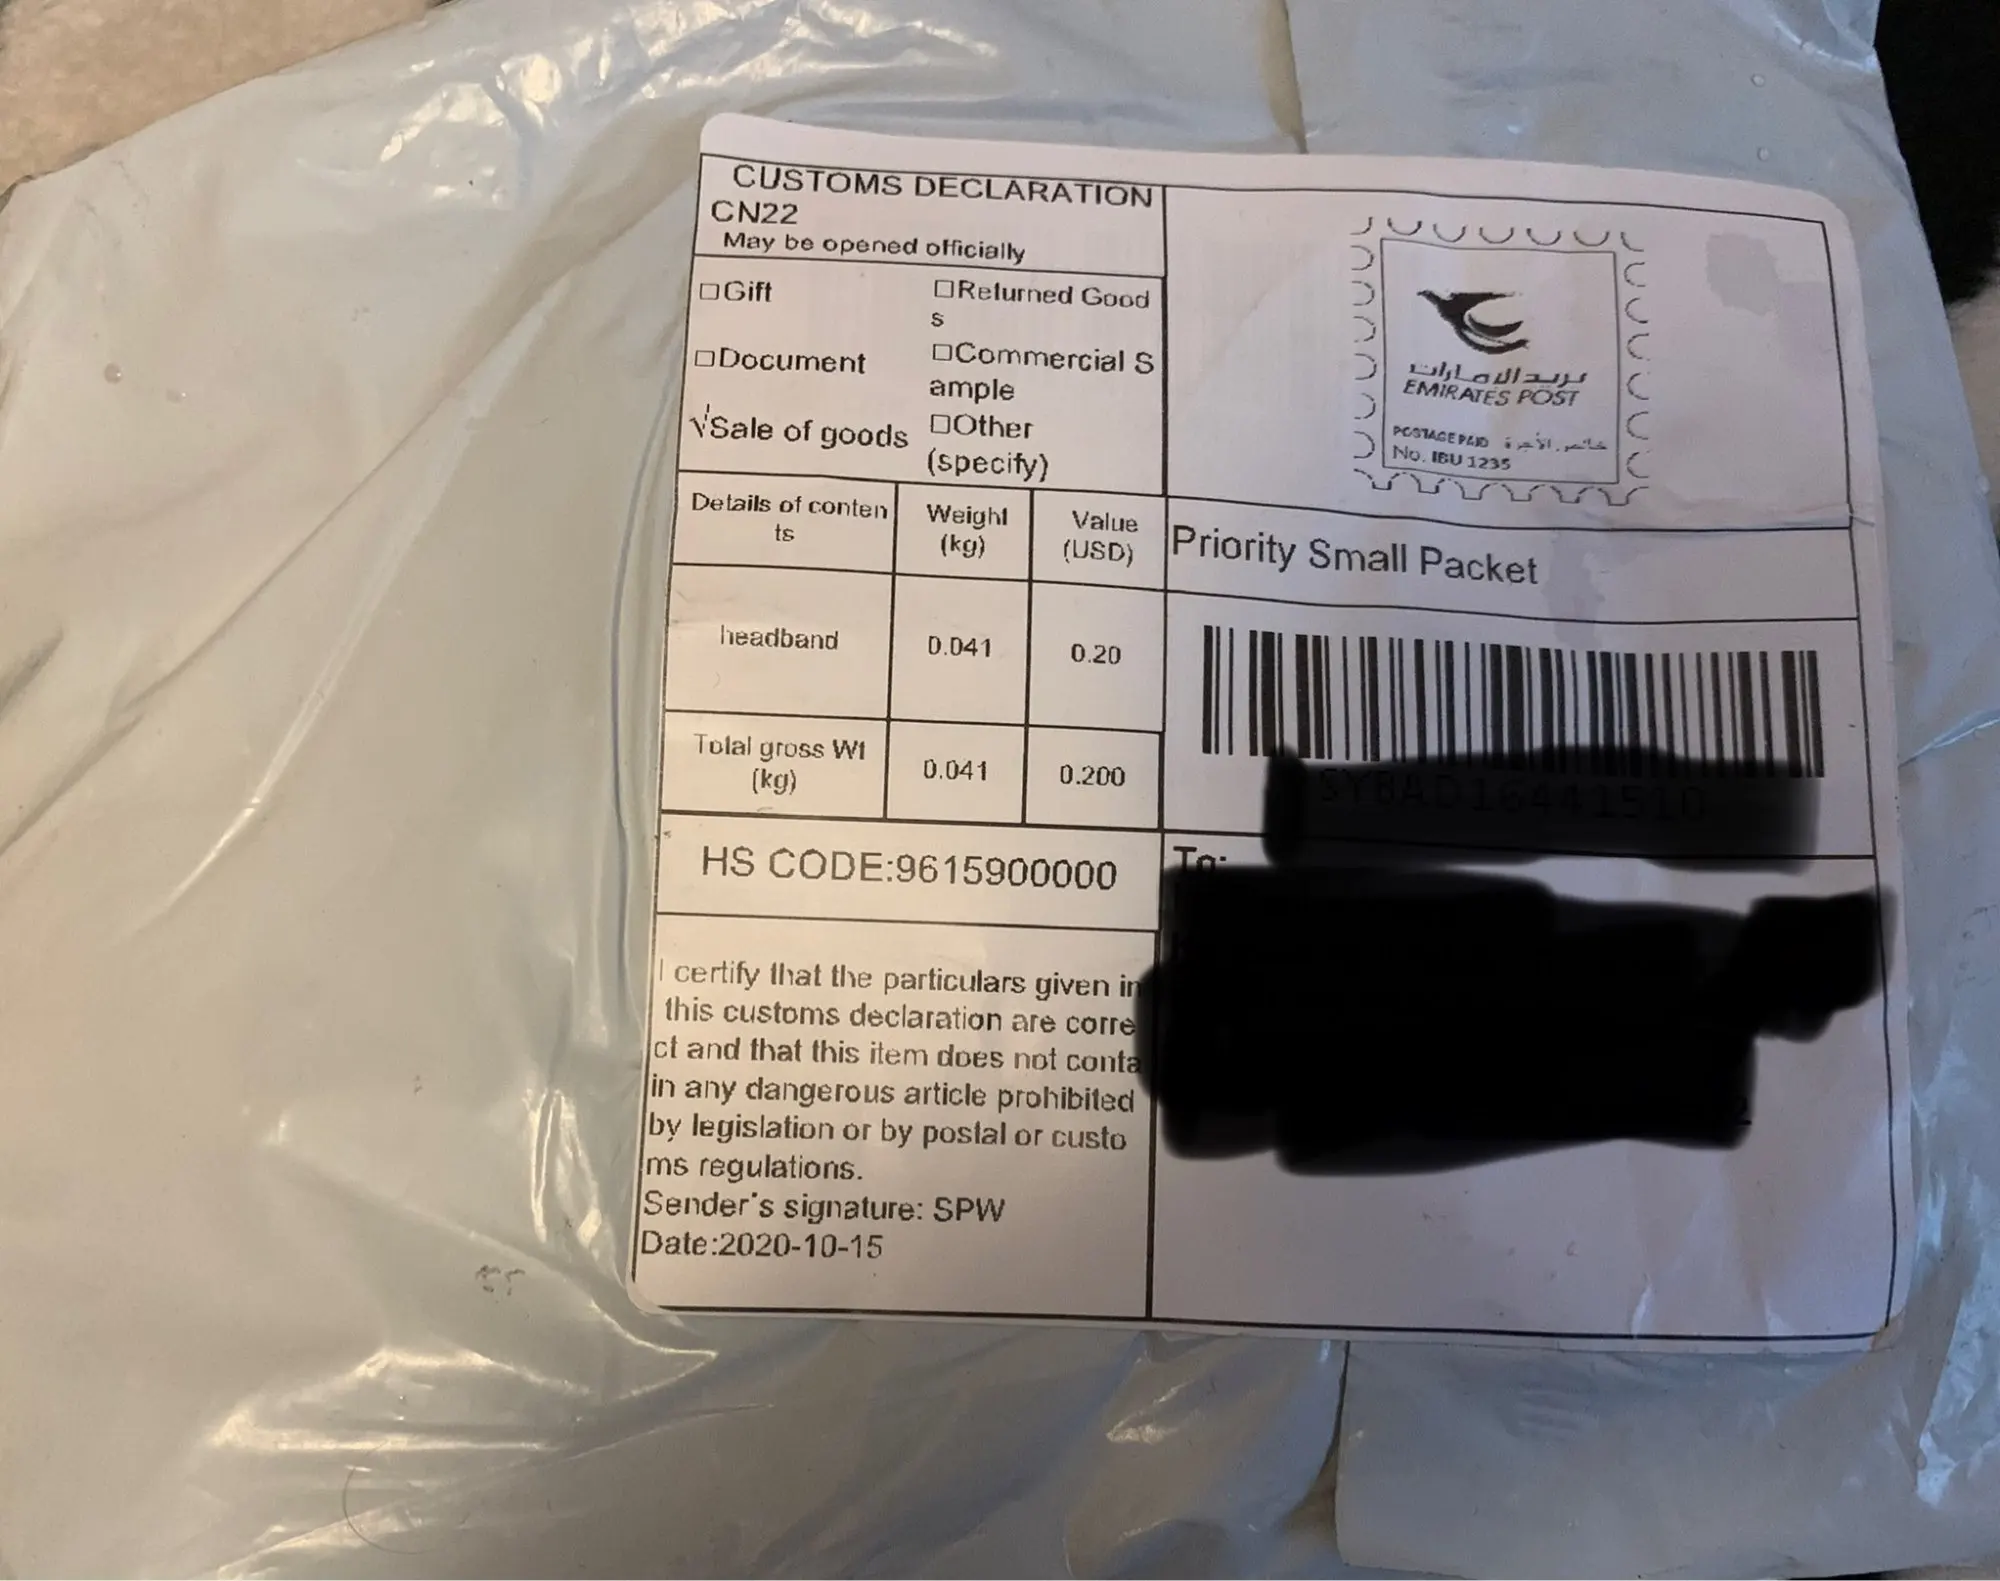 CUSTOMS DECLARATION
CN22
May be opened officially
□Gift
□Returned Good
s
□Document
□Commercial S
ample
√Sale of goods
□Other
(specify)
Details of conten
ts
Weight
(kg)
Value
(USD)
headband
0.041
0.20
Total gross Wt
(kg)
0.041
0.200
HS CODE:9615900000
I certify that the particulars given in
this customs declaration are corre
ct and that this item does not conta
in any dangerous article prohibited
by legislation or by postal or custo
ms regulations.
Sender's signature: SPW
Date:2020-10-15
بريد الامارات
EMIRATES POST
POSTAGE PAID خالص الأجرة
No. IBU 1235
Priority Small Packet
To: